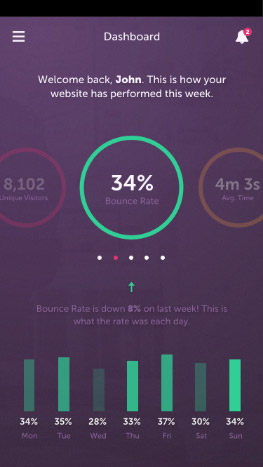 Dashboard
2
Welcome back, John. This is how your
website has performed this week.
8,102
Unique Visitors
34%
Bounce Rate
4m 3s
Avg. Time
Bounce Rate is down 8% on last week! This is
what the rate was each day.
34% 35% 28% 33% 37% 30% 34%
Mon Tue Wed Thu Fri Sat Sun